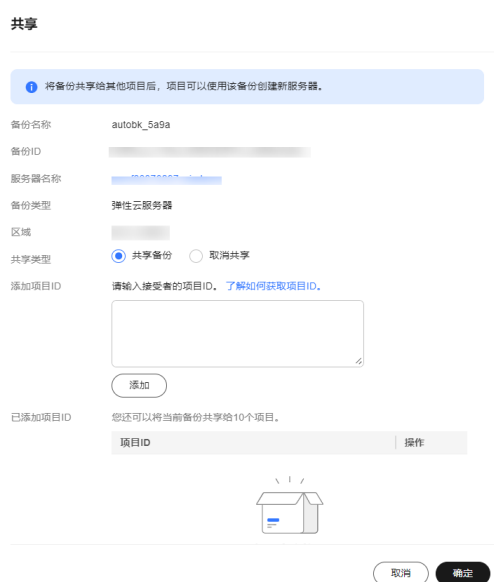 共享
将备份共享给其他项目后，项目可以使用该备份创建新服务器。
备份名称 autobk_5a9a
备份ID
服务器名称
备份类型 弹性云服务器
区域
共享类型 共享备份 取消共享
添加项目ID 请输入接受者的项目ID。 了解如何获取项目ID。
添加
已添加项目ID 您还可以将当前备份共享给10个项目。
项目ID 操作
取消 确定